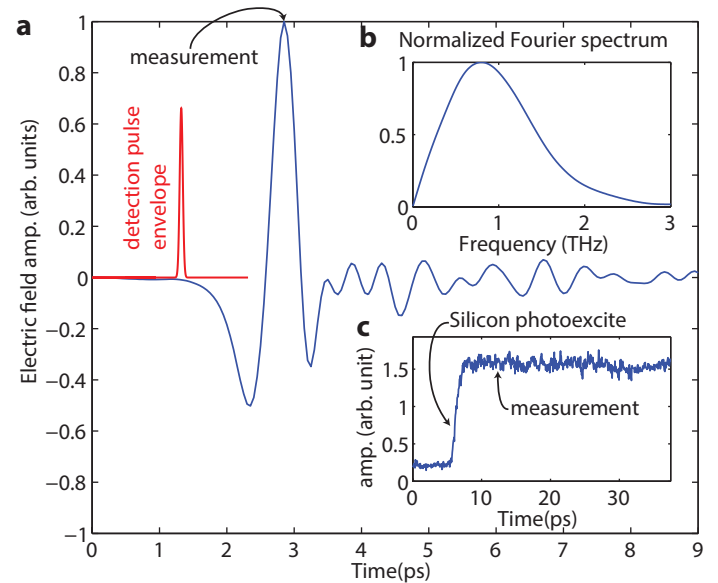 a
measurement
detection pulse
envelope
Electric field amp. (arb. units)
1
0.8
0.6
0.4
0.2
0
−0.2
−0.4
−0.6
−0.8
−1
0 1 2 3 4 5 6 7 8 9
Time(ps)
b Normalized Fourier spectrum
1
0.5
0
0 1 2 3
Frequency (THz)
c Silicon photoexcite
measurement
amp. (arb. unit)
1.5
1
0.5
0
0 10 20 30
Time(ps)